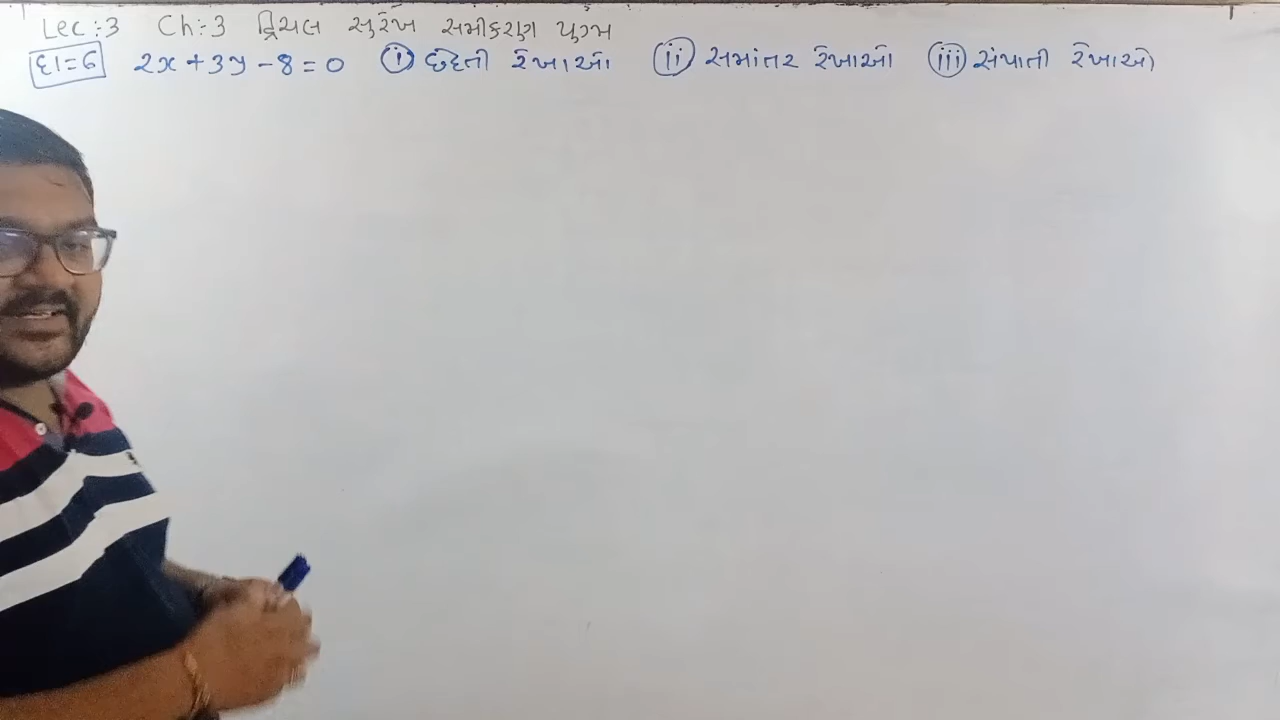 Lec:3 Ch:3 દ્વિચલ સુરેખ સમીકરણ યુગ્મ
દા=6 2x+3y-8=0 (i) છેદતી રેખાઓ (ii) સમાંતર રેખાઓ (iii) સંપાતી રેખાઓ